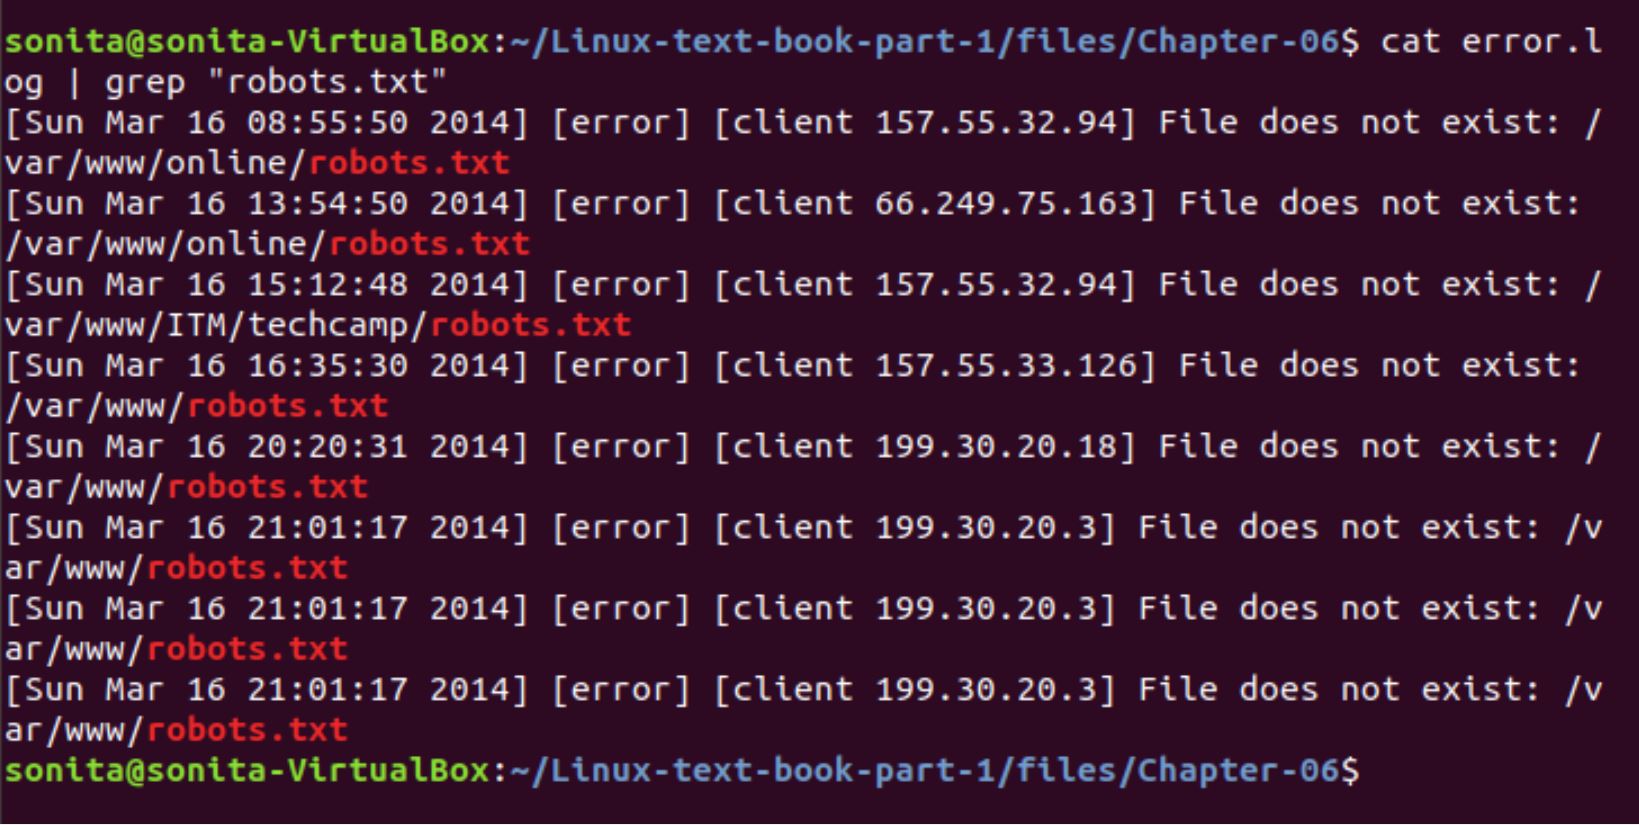 sonita@sonita-VirtualBox:~/Linux-text-book-part-1/files/Chapter-06$ cat error.l
og | grep "robots.txt"
[Sun Mar 16 08:55:50 2014] [error] [client 157.55.32.94] File does not exist: /
var/www/online/robots.txt
[Sun Mar 16 13:54:50 2014] [error] [client 66.249.75.163] File does not exist:
/var/www/online/robots.txt
[Sun Mar 16 15:12:48 2014] [error] [client 157.55.32.94] File does not exist: /
var/www/ITM/techcamp/robots.txt
[Sun Mar 16 16:35:30 2014] [error] [client 157.55.33.126] File does not exist:
/var/www/robots.txt
[Sun Mar 16 20:20:31 2014] [error] [client 199.30.20.18] File does not exist: /
var/www/robots.txt
[Sun Mar 16 21:01:17 2014] [error] [client 199.30.20.3] File does not exist: /v
ar/www/robots.txt
[Sun Mar 16 21:01:17 2014] [error] [client 199.30.20.3] File does not exist: /v
ar/www/robots.txt
[Sun Mar 16 21:01:17 2014] [error] [client 199.30.20.3] File does not exist: /v
ar/www/robots.txt
sonita@sonita-VirtualBox:~/Linux-text-book-part-1/files/Chapter-06$